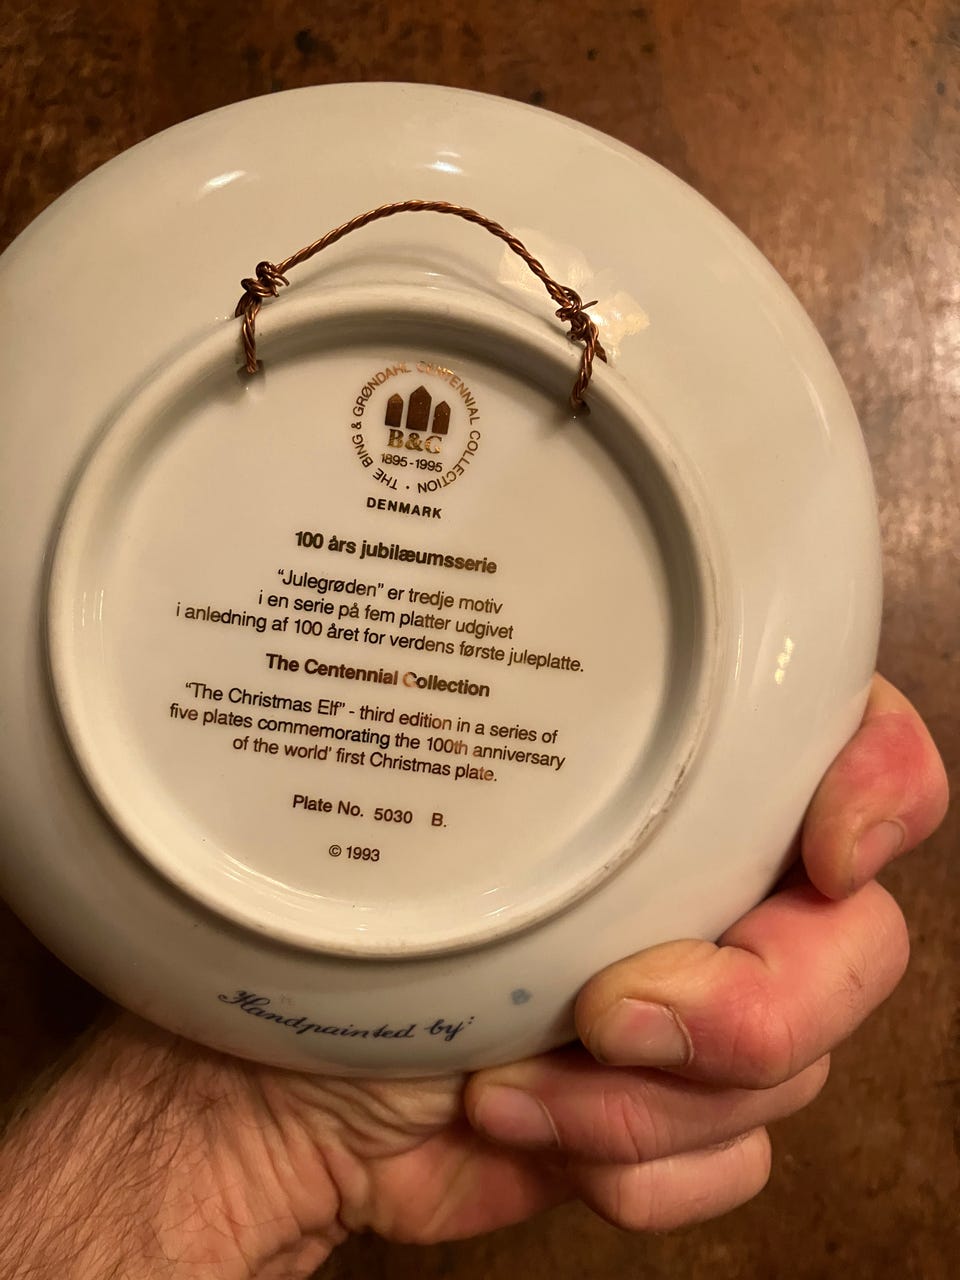 THE BING & GRØNDAHL CENTENNIAL COLLECTION •
B&G
1895-1995
DENMARK
100 års jubilæumsserie
“Julegrøden” er tredje motiv
i en serie på fem platter udgivet
i anledning af 100 året for verdens første juleplatte.
The Centennial Collection
“The Christmas Elf” - third edition in a series of
five plates commemorating the 100th anniversary
of the world’ first Christmas plate.
Plate No. 5030 B.
© 1993
Handpainted by: